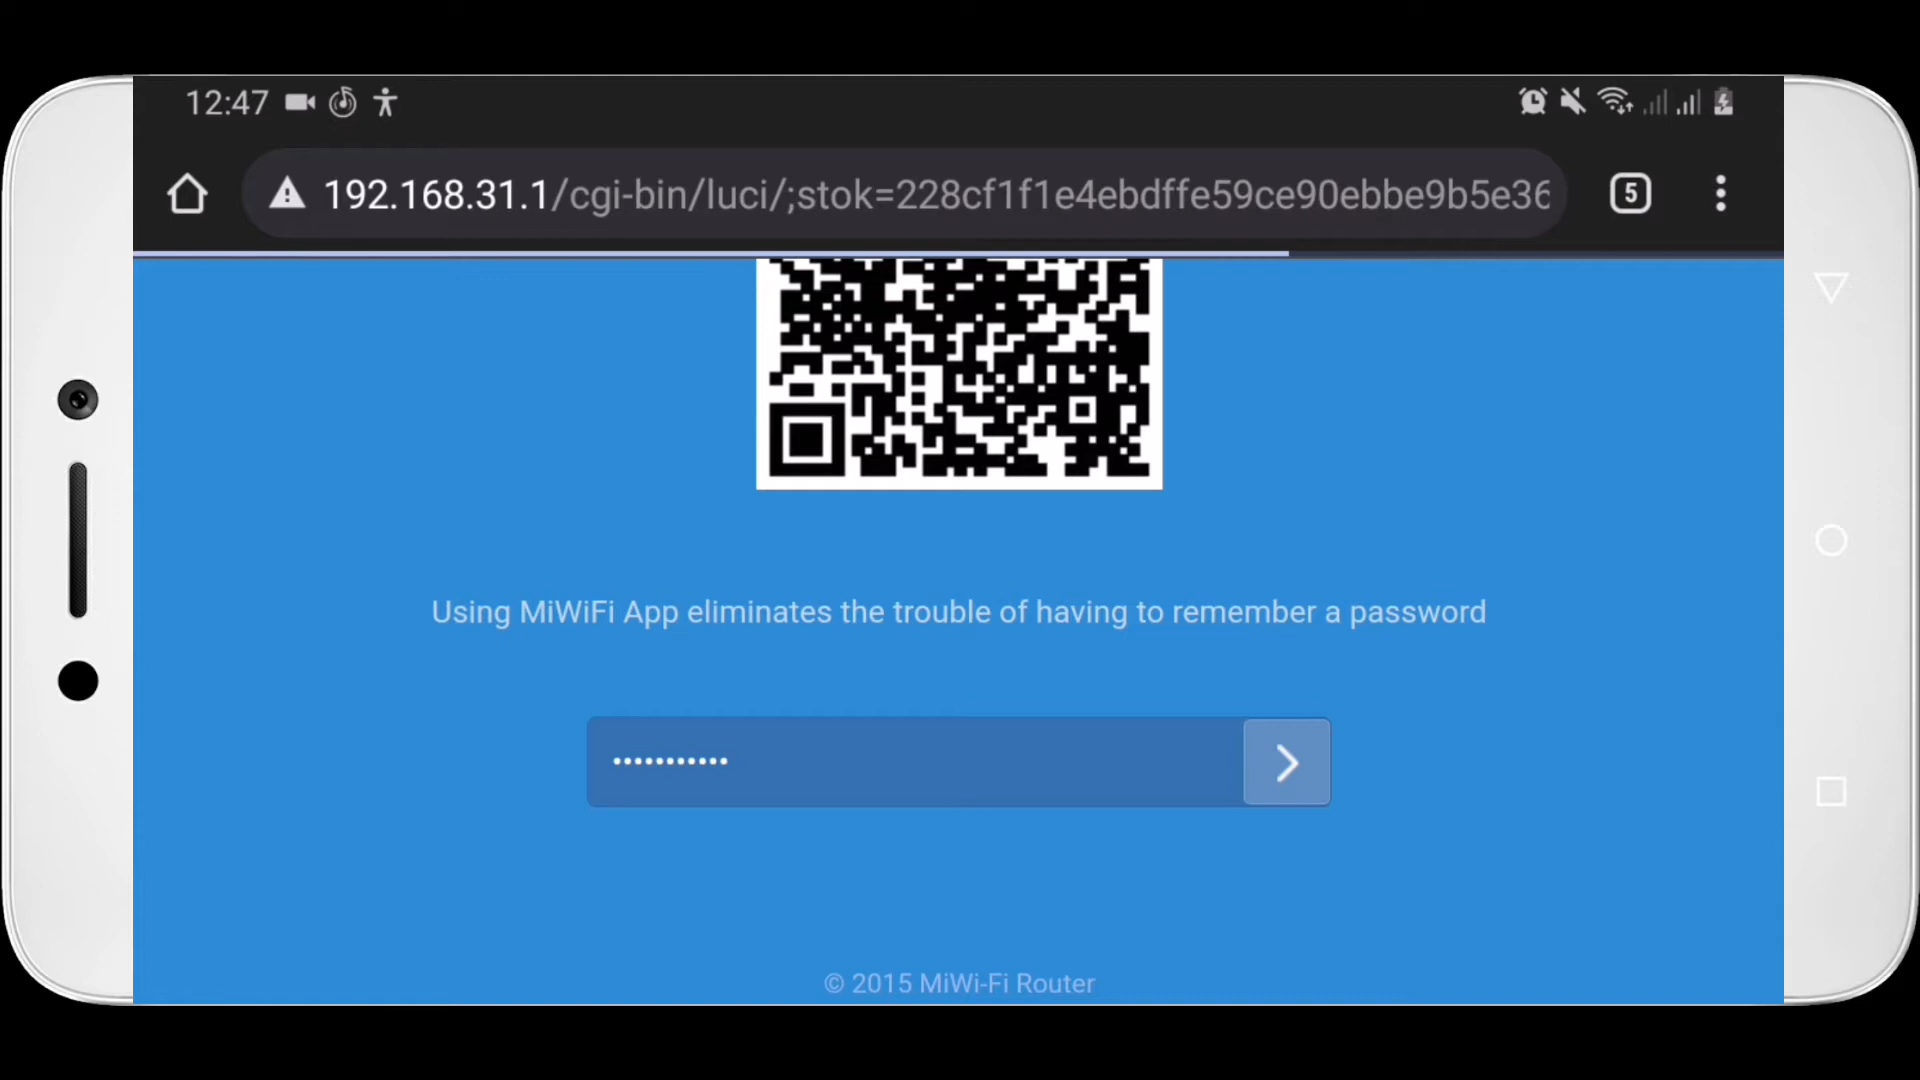 12:47
192.168.31.1/cgi-bin/luci/;stok=228cf1f1e4ebdffe59ce90ebbe9b5e36
5
Using MiWiFi App eliminates the trouble of having to remember a password
•••••••••••
© 2015 MiWi-Fi Router